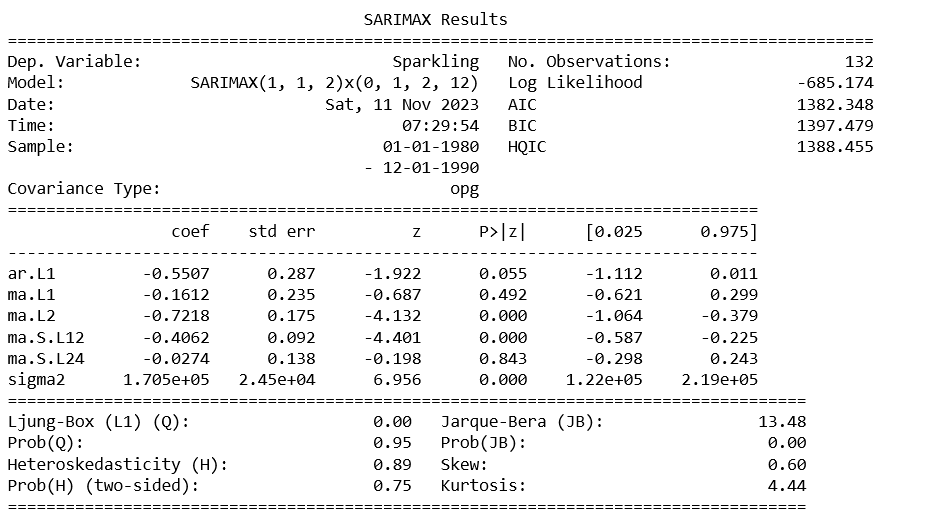 SARIMAX Results
==========================================================================================
Dep. Variable:                          Sparkling   No. Observations:                  132
Model:             SARIMAX(1, 1, 2)x(0, 1, 2, 12)   Log Likelihood                -685.174
Date:                            Sat, 11 Nov 2023   AIC                           1382.348
Time:                                    07:29:54   BIC                           1397.479
Sample:                                01-01-1980   HQIC                          1388.455
                                     - 12-01-1990
Covariance Type:                              opg
==============================================================================
                 coef    std err          z      P>|z|      [0.025      0.975]
------------------------------------------------------------------------------
ar.L1         -0.5507      0.287     -1.922      0.055      -1.112       0.011
ma.L1         -0.1612      0.235     -0.687      0.492      -0.621       0.299
ma.L2         -0.7218      0.175     -4.132      0.000      -1.064      -0.379
ma.S.L12      -0.4062      0.092     -4.401      0.000      -0.587      -0.225
ma.S.L24      -0.0274      0.138     -0.198      0.843      -0.298       0.243
sigma2      1.705e+05   2.45e+04      6.956      0.000    1.22e+05    2.19e+05
===================================================================================
Ljung-Box (L1) (Q):                   0.00   Jarque-Bera (JB):                13.48
Prob(Q):                              0.95   Prob(JB):                         0.00
Heteroskedasticity (H):               0.89   Skew:                             0.60
Prob(H) (two-sided):                  0.75   Kurtosis:                         4.44
===================================================================================